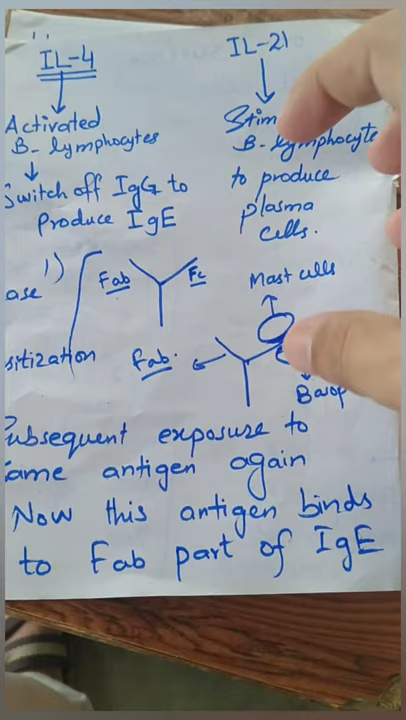 IL-4
IL-21
Activated
B-lymphocytes
Switch off IgG to
Produce IgE
Stim
B-lymphocyte
to produce
plasma
cells.
1)
Fab
Fc
ase
Mast cells
sitization
Fab.
Basop
Subsequent exposure to
ame antigen again
Now this antigen binds
to Fab part of IgE